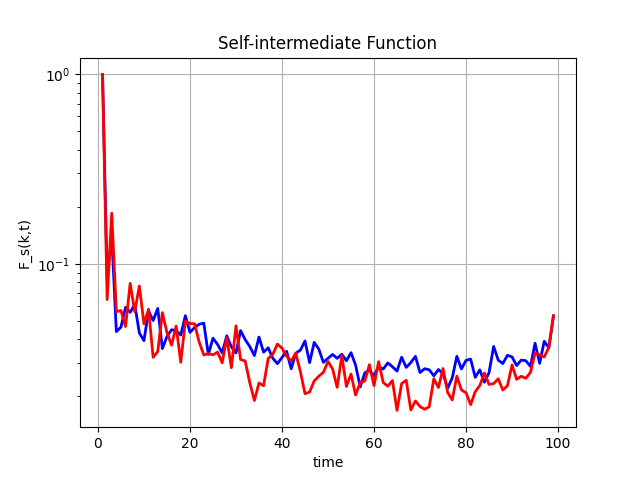 Self-intermediate Function
10⁰
10⁻¹
F_s(k,t)
0 20 40 60 80 100
time